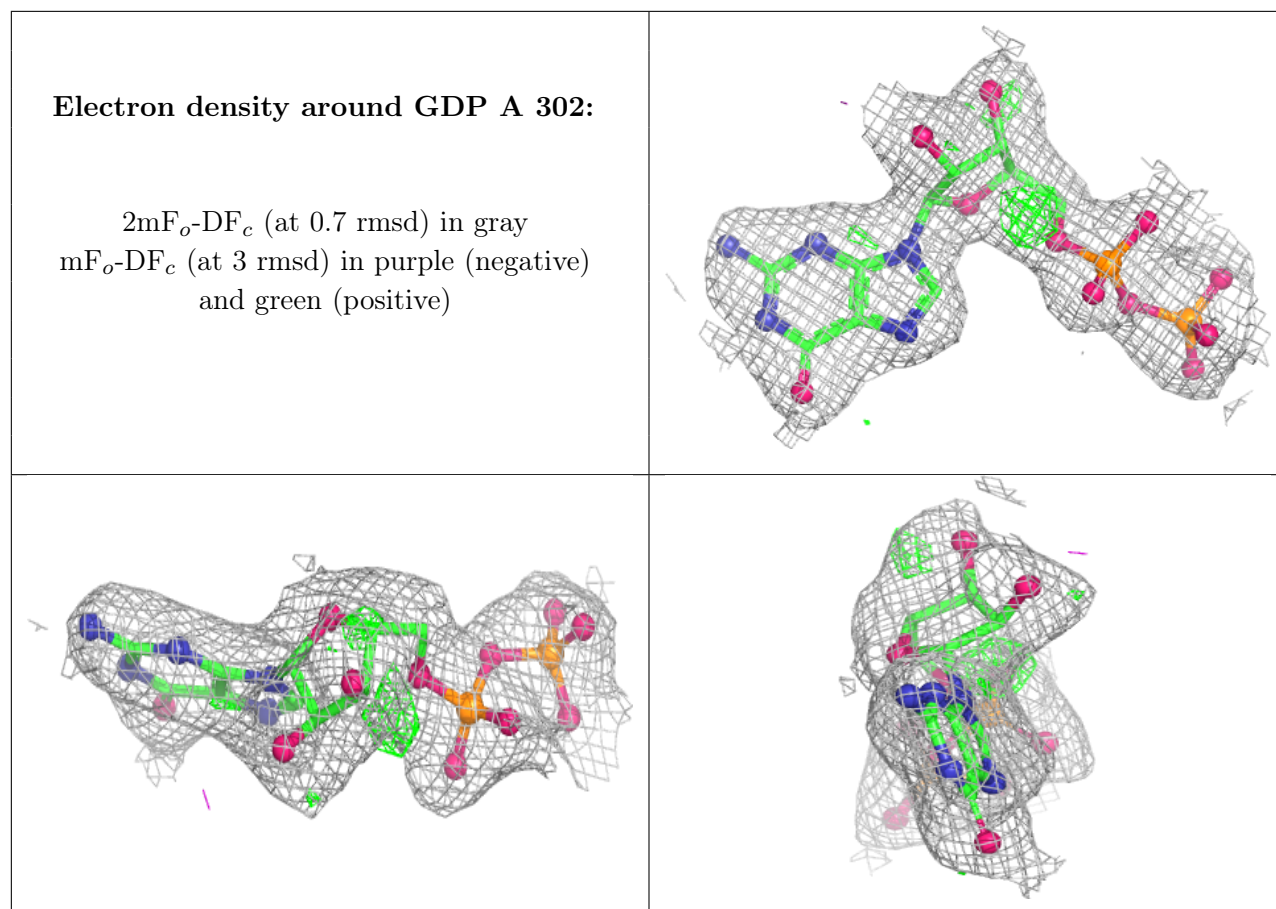 Electron density around GDP A 302:
2mFo-DFc (at 0.7 rmsd) in gray
mFo-DFc (at 3 rmsd) in purple (negative)
and green (positive)